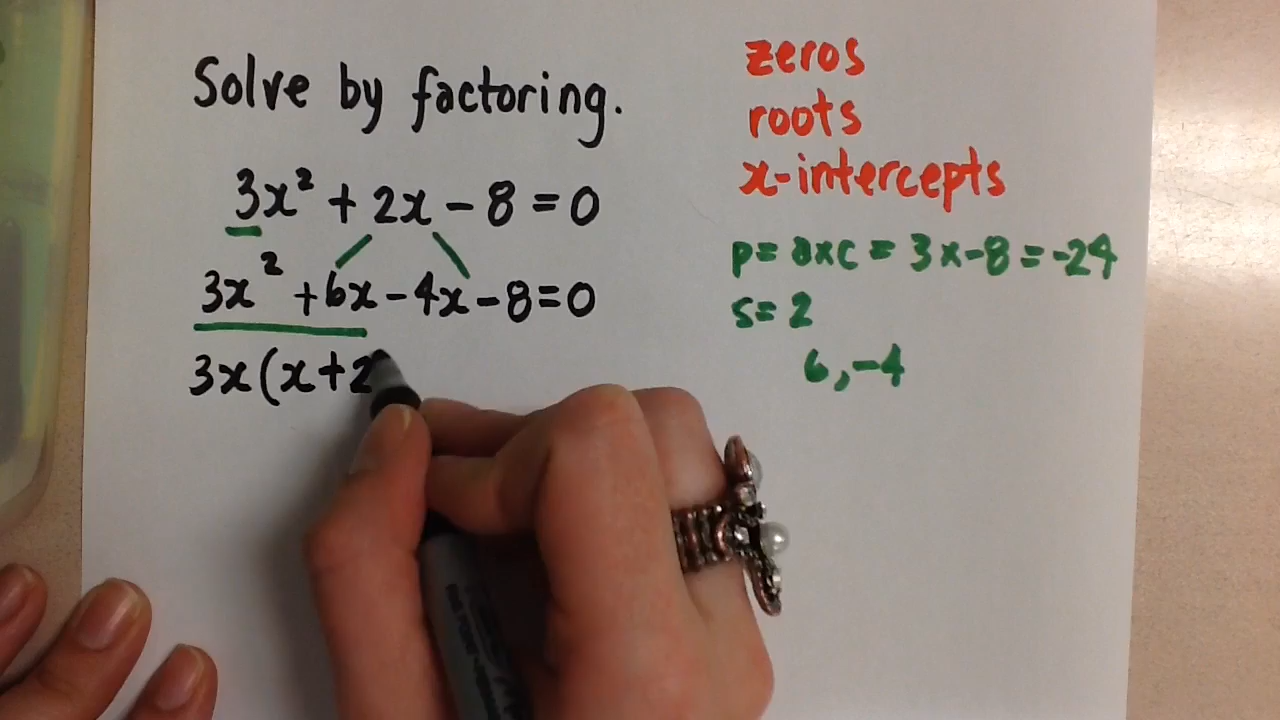 Solve by factoring.
3x² + 2x - 8 = 0
3x² + 6x - 4x - 8 = 0
3x(x+2
zeros
roots
x-intercepts
p = axc = 3x-8 = -24
s = 2
6, -4